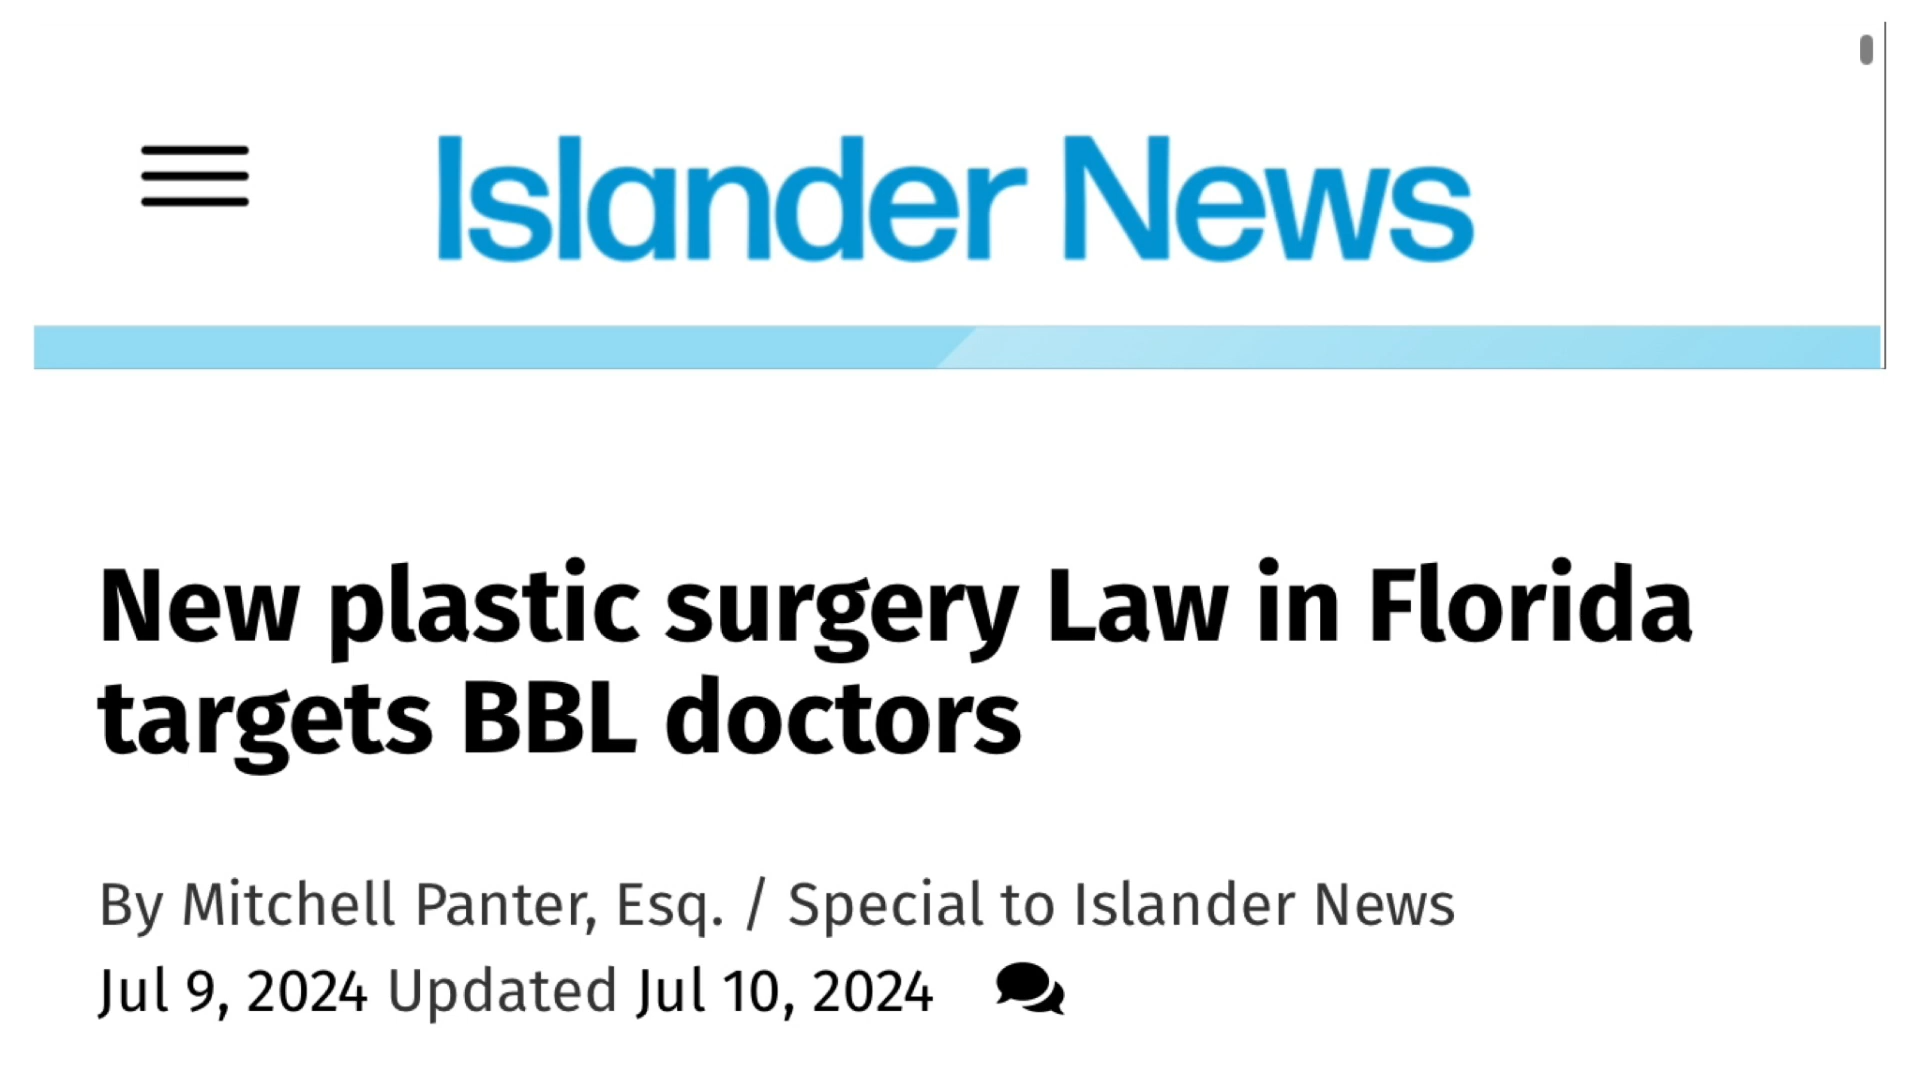 Islander News
New plastic surgery Law in Florida
targets BBL doctors
By Mitchell Panter, Esq. / Special to Islander News
Jul 9, 2024 Updated Jul 10, 2024